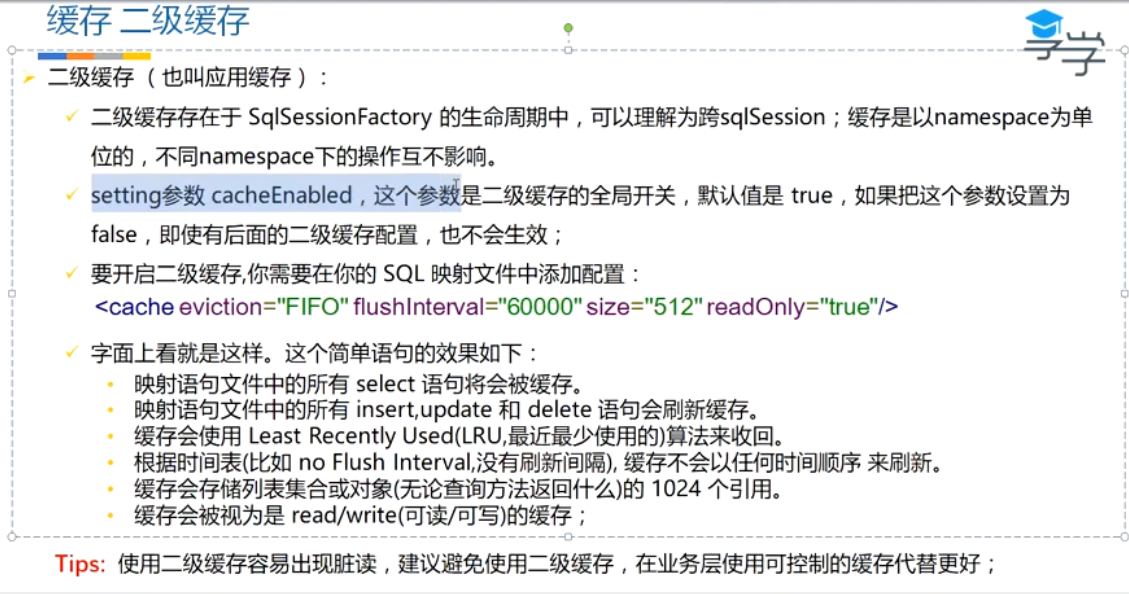 缓存 二级缓存
享学
二级缓存（也叫应用缓存）：
二级缓存存在于 SqlSessionFactory 的生命周期中，可以理解为跨sqlSession；缓存是以namespace为单
位的，不同namespace下的操作互不影响。
setting参数 cacheEnabled，这个参数是二级缓存的全局开关，默认值是 true，如果把这个参数设置为
false，即使有后面的二级缓存配置，也不会生效；
要开启二级缓存,你需要在你的 SQL 映射文件中添加配置：
<cache eviction="FIFO" flushInterval="60000" size="512" readOnly="true"/>
字面上看就是这样。这个简单语句的效果如下：
映射语句文件中的所有 select 语句将会被缓存。
映射语句文件中的所有 insert,update 和 delete 语句会刷新缓存。
缓存会使用 Least Recently Used(LRU,最近最少使用的)算法来收回。
根据时间表(比如 no Flush Interval,没有刷新间隔), 缓存不会以任何时间顺序 来刷新。
缓存会存储列表集合或对象(无论查询方法返回什么)的 1024 个引用。
缓存会被视为是 read/write(可读/可写)的缓存；
Tips: 使用二级缓存容易出现脏读，建议避免使用二级缓存，在业务层使用可控制的缓存代替更好；